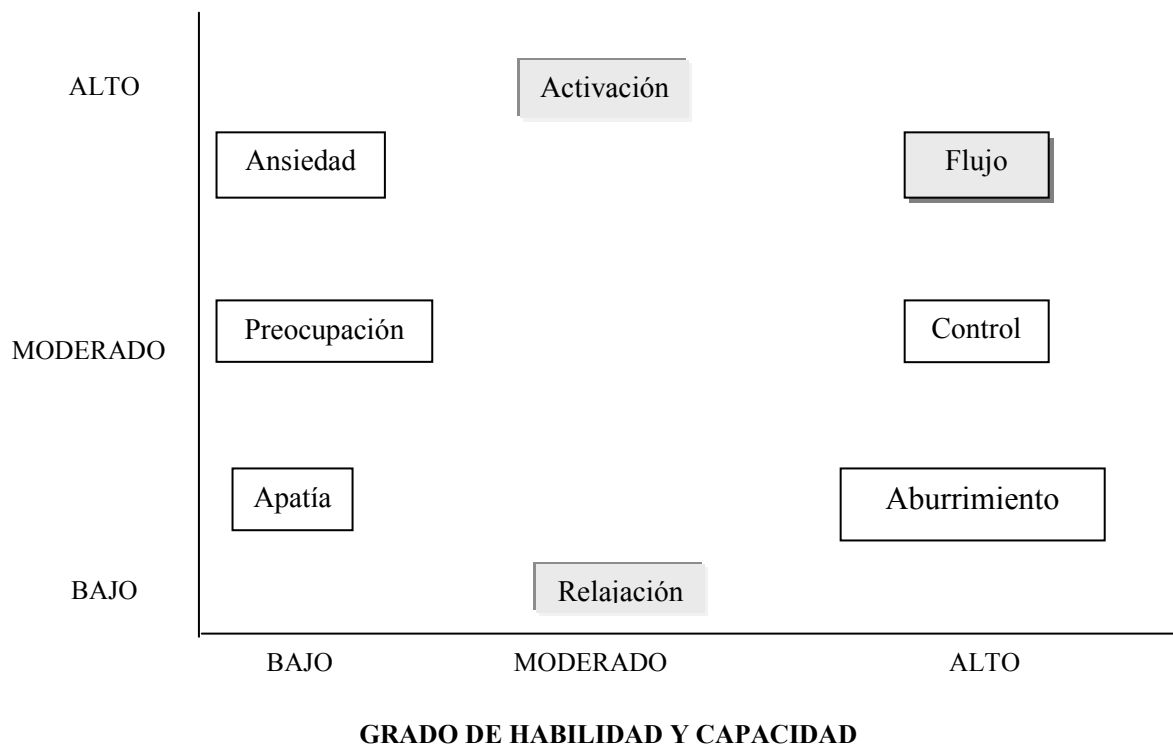 ALTO
Activación
Ansiedad
Flujo
Preocupación
Control
MODERADO
Apatía
Aburrimiento
BAJO
Relajación
BAJO
MODERADO
ALTO
GRADO DE HABILIDAD Y CAPACIDAD